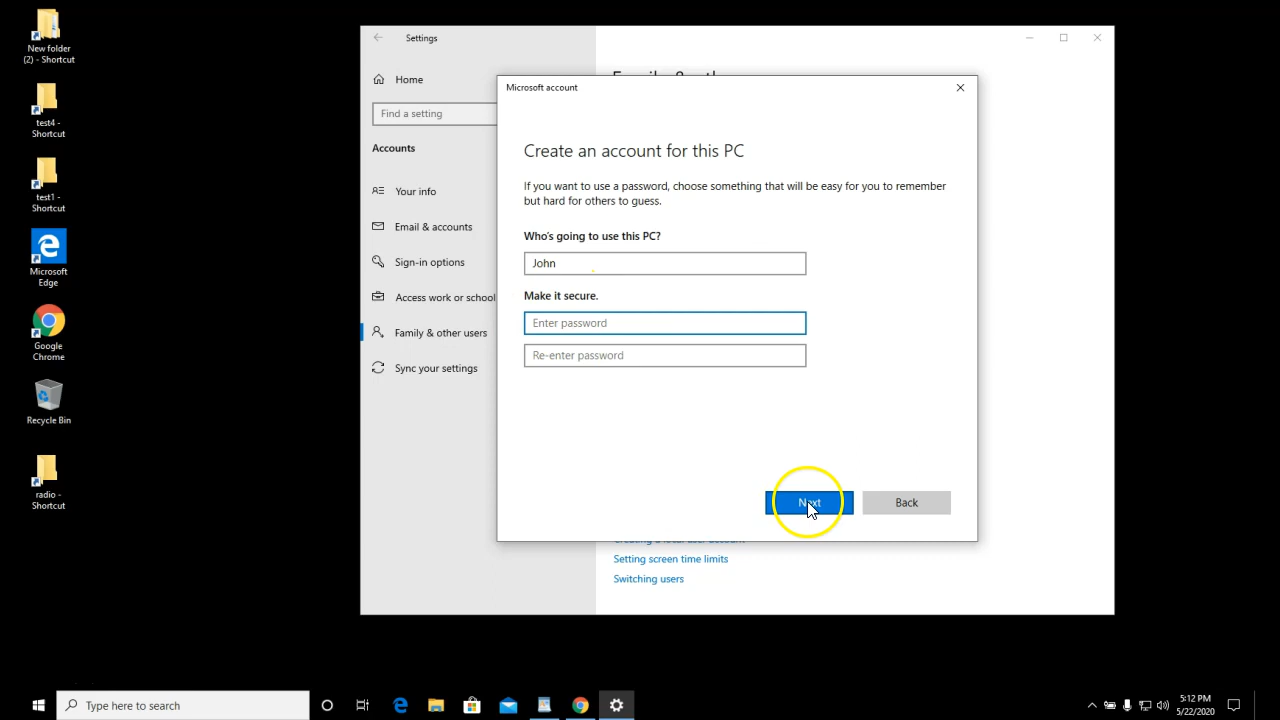 New folder
(2) - Shortcut
test4 -
Shortcut
test1 -
Shortcut
Microsoft
Edge
Google
Chrome
Recycle Bin
radio -
Shortcut
Settings
Home
Find a setting
Accounts
Your info
Email & accounts
Sign-in options
Access work or school
Family & other users
Sync your settings
Microsoft account
Create an account for this PC
If you want to use a password, choose something that will be easy for you to remember
but hard for others to guess.
Who's going to use this PC?
John
Make it secure.
Enter password
Re-enter password
Next
Back
Setting screen time limits
Switching users
Type here to search
5:12 PM
5/22/2020